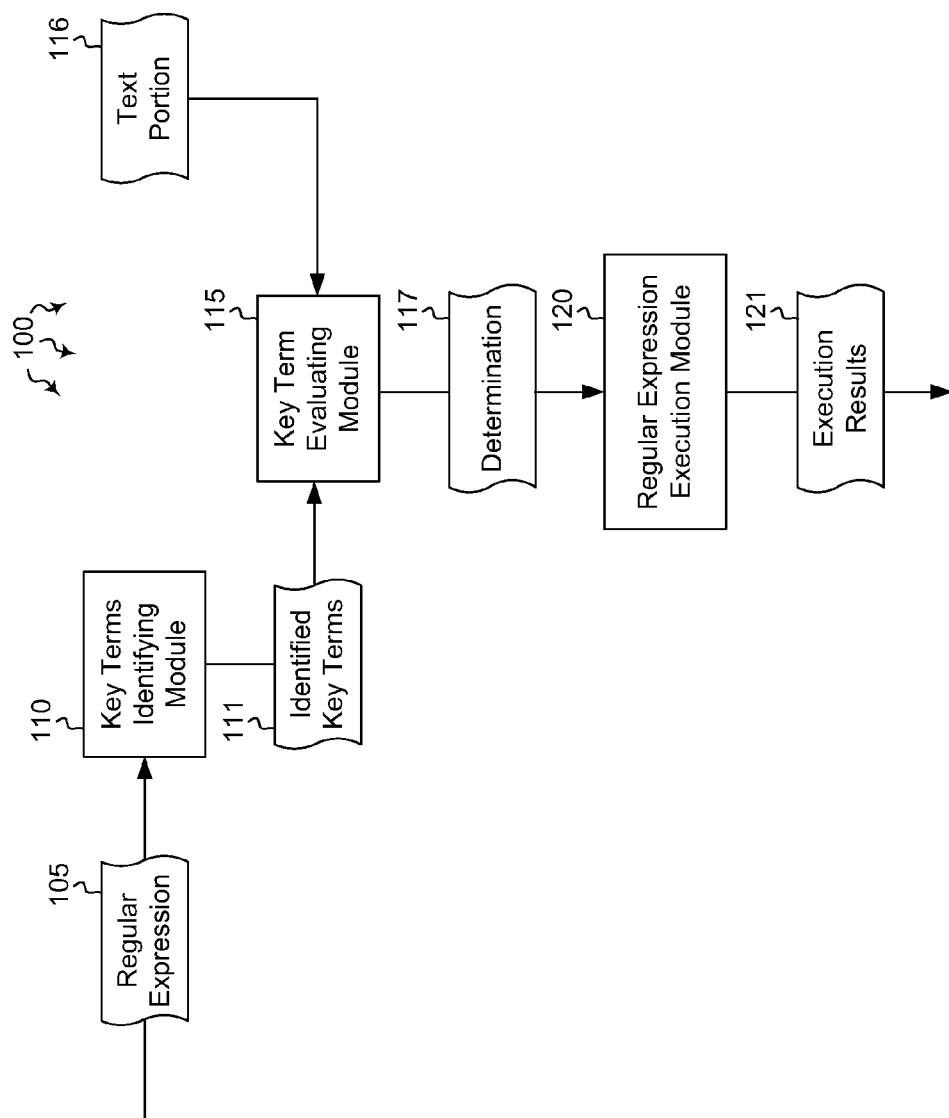 100
105
Regular
Expression
110
Key Terms
Identifying
Module
111
Identified
Key Terms
115
Key Term
Evaluating
Module
116
Text
Portion
117
Determination
120
Regular Expression
Execution Module
121
Execution
Results